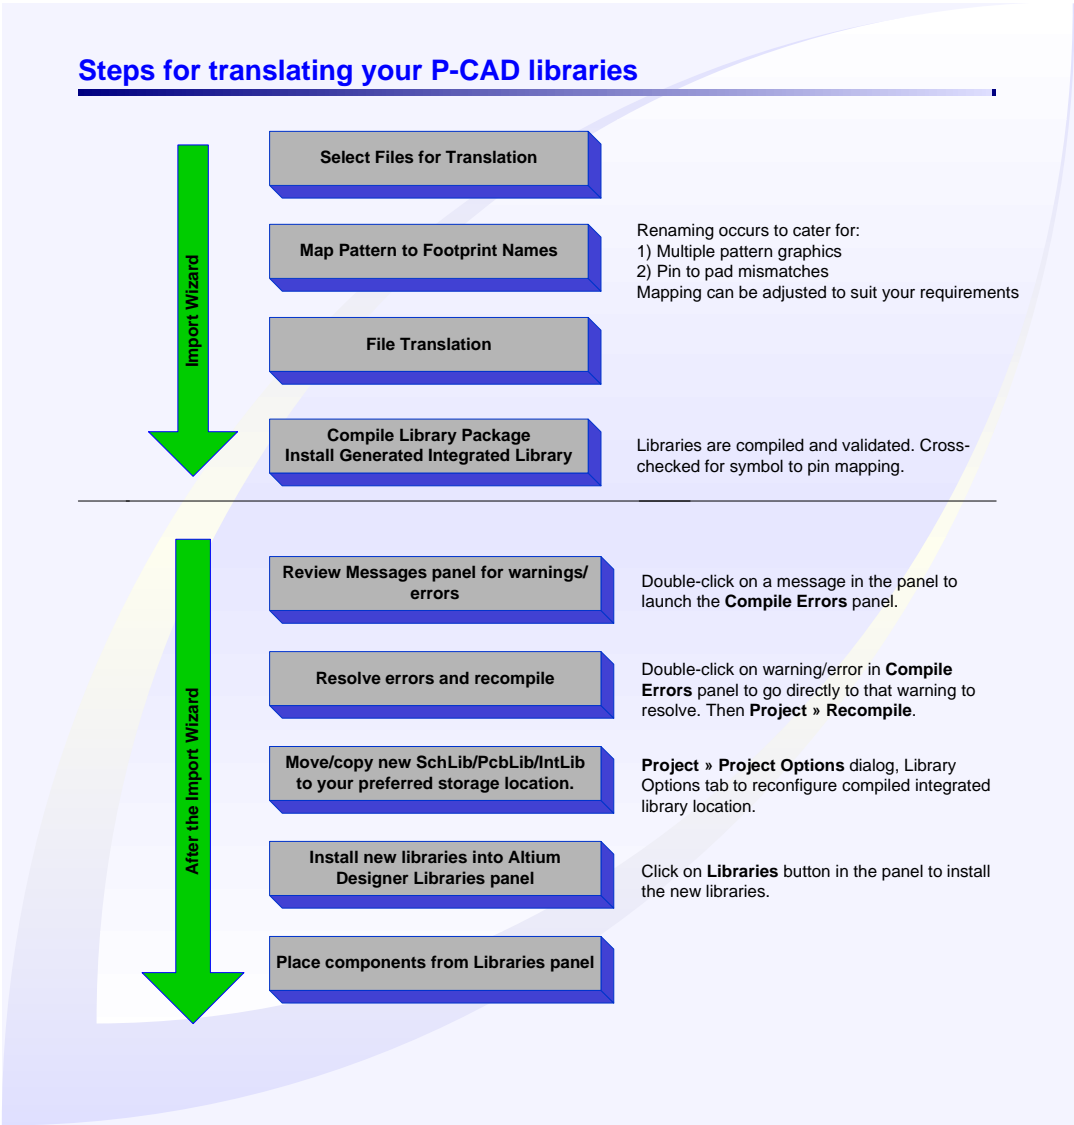 Steps for translating your P-CAD libraries
Import Wizard
Select Files for Translation
Map Pattern to Footprint Names
Renaming occurs to cater for:
1) Multiple pattern graphics
2) Pin to pad mismatches
Mapping can be adjusted to suit your requirements
File Translation
Compile Library Package
Install Generated Integrated Library
Libraries are compiled and validated. Cross-
checked for symbol to pin mapping.
After the Import Wizard
Review Messages panel for warnings/
errors
Double-click on a message in the panel to
launch the Compile Errors panel.
Resolve errors and recompile
Double-click on warning/error in Compile
Errors panel to go directly to that warning to
resolve. Then Project » Recompile.
Move/copy new SchLib/PcbLib/IntLib
to your preferred storage location.
Project » Project Options dialog, Library
Options tab to reconfigure compiled integrated
library location.
Install new libraries into Altium
Designer Libraries panel
Click on Libraries button in the panel to install
the new libraries.
Place components from Libraries panel